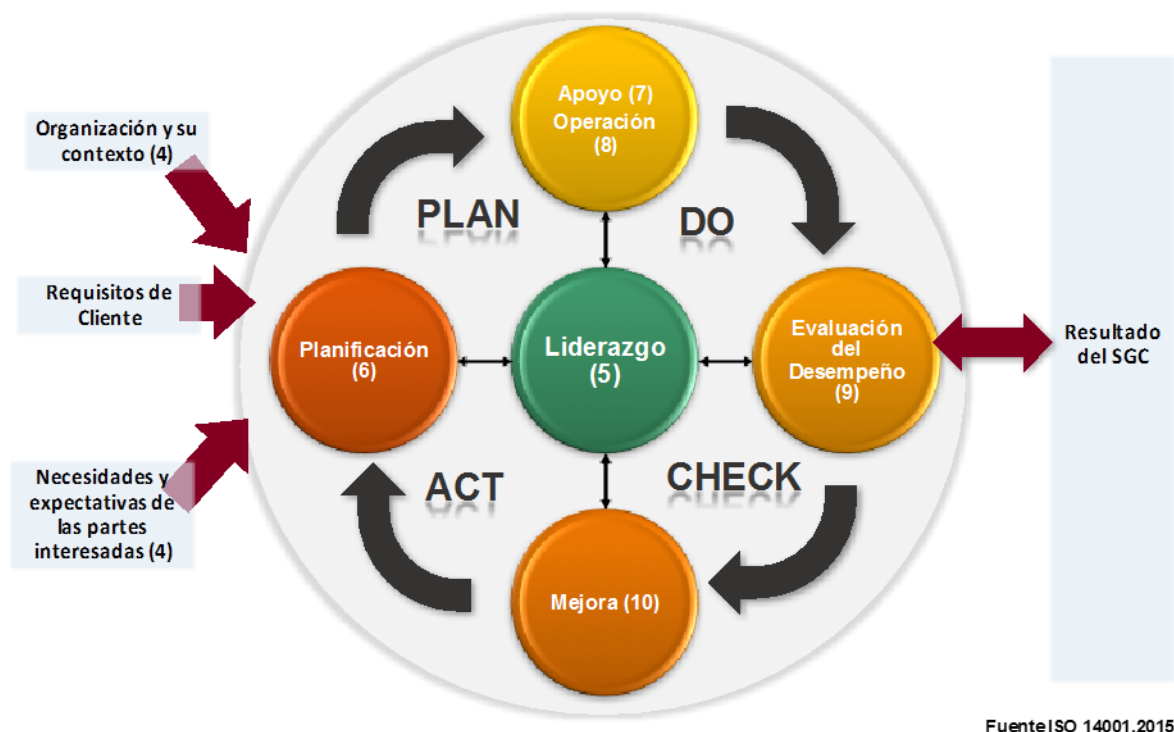 Organización y su
contexto (4)
Requisitos de
Cliente
Necesidades y
expectativas de
las partes
interesadas (4)
Apoyo (7)
Operación
(8)
PLAN
DO
Planificación
(6)
Liderazgo
(5)
Evaluación
del
Desempeño
(9)
ACT
CHECK
Mejora (10)
Resultado
del SGC
Fuente ISO 14001.2015